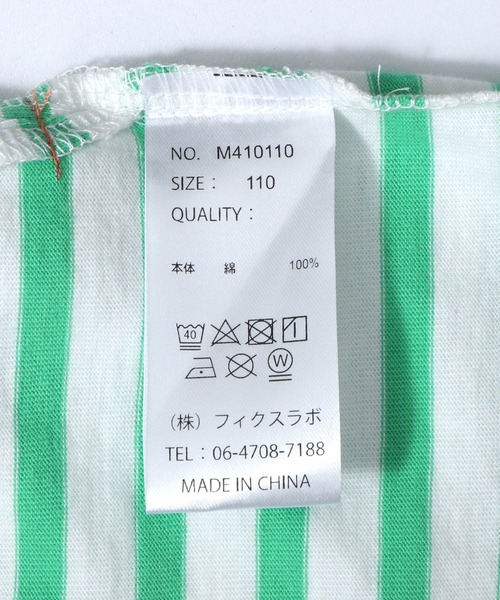 NO. M410110
SIZE : 110
QUALITY :
本体 綿 100%
40
W
（株）フィクスラボ
TEL : 06-4708-7188
MADE IN CHINA